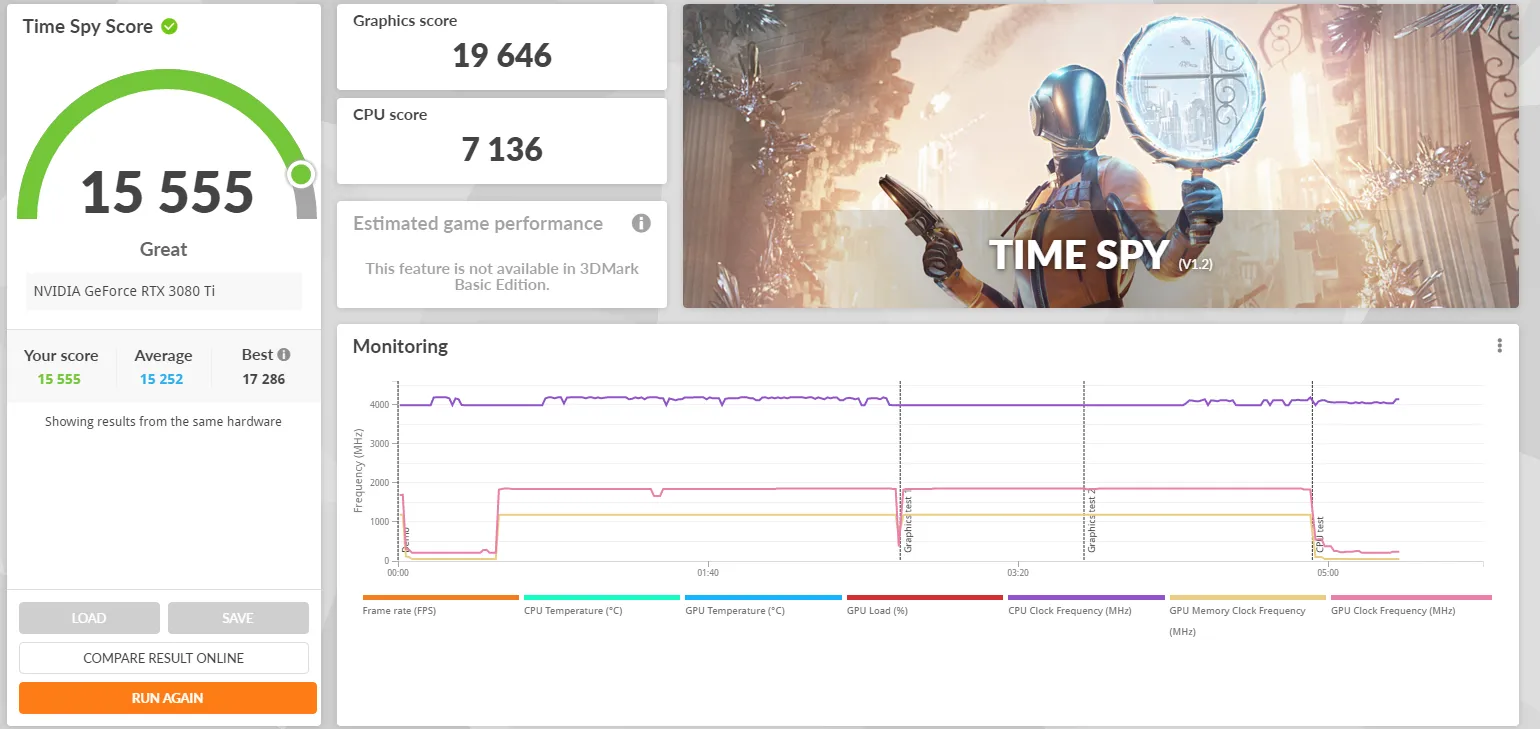 Time Spy Score
15 555
Great
NVIDIA GeForce RTX 3080 Ti
Your score Average Best
15 555 15 252 17 286
Showing results from the same hardware
LOAD SAVE
COMPARE RESULT ONLINE
RUN AGAIN
Graphics score
19 646
CPU score
7 136
Estimated game performance
This feature is not available in 3DMark
Basic Edition.
TIME SPY (V1.2)
Monitoring
Frequency (MHz)
4000
3000
2000
1000
0
Demo
Graphics test
Graphics test 2
CPU test
00:00 01:40 03:20 05:00
Frame rate (FPS) CPU Temperature (°C) GPU Temperature (°C) GPU Load (%) CPU Clock Frequency (MHz) GPU Memory Clock Frequency GPU Clock Frequency (MHz)
(MHz)